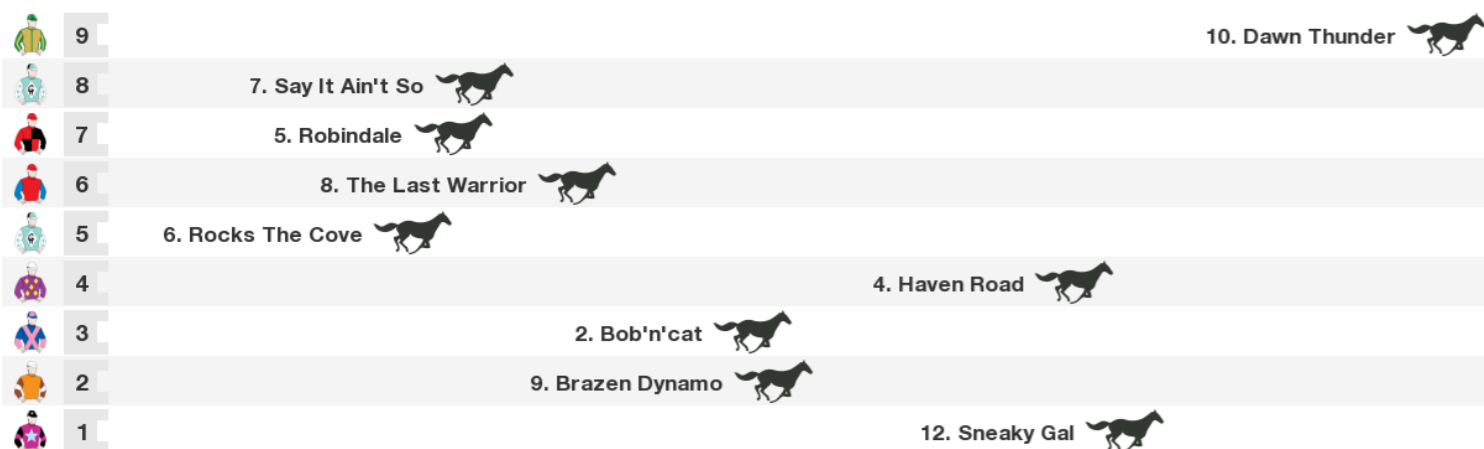 9 10. Dawn Thunder
8 7. Say It Ain't So
7 5. Robindale
6 8. The Last Warrior
5 6. Rocks The Cove
4 4. Haven Road
3 2. Bob'n'cat
2 9. Brazen Dynamo
1 12. Sneaky Gal